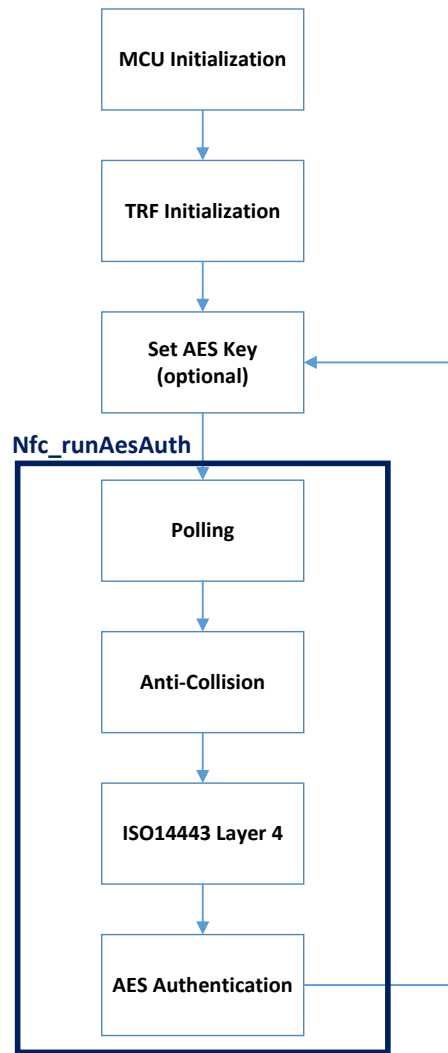 MCU Initialization
TRF Initialization
Set AES Key
(optional)
Nfc_runAesAuth
Polling
Anti-Collision
ISO14443 Layer 4
AES Authentication